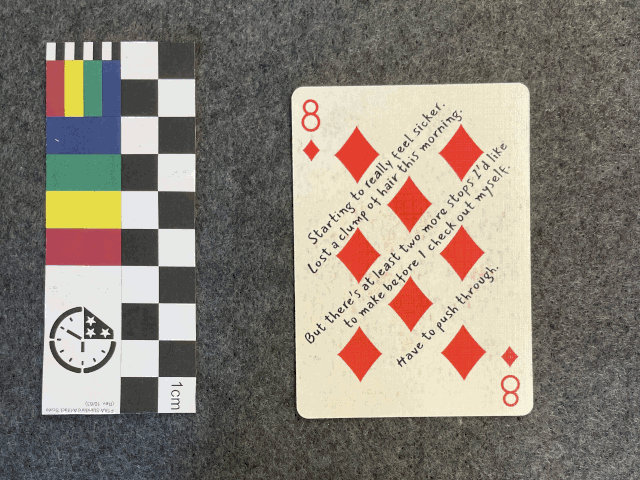 8
Starting to really feel sicker.
Lost a clump of hair this morning.
But there's at least two more stops I'd like
to make before I check out myself.
Have to push through.
8
1cm